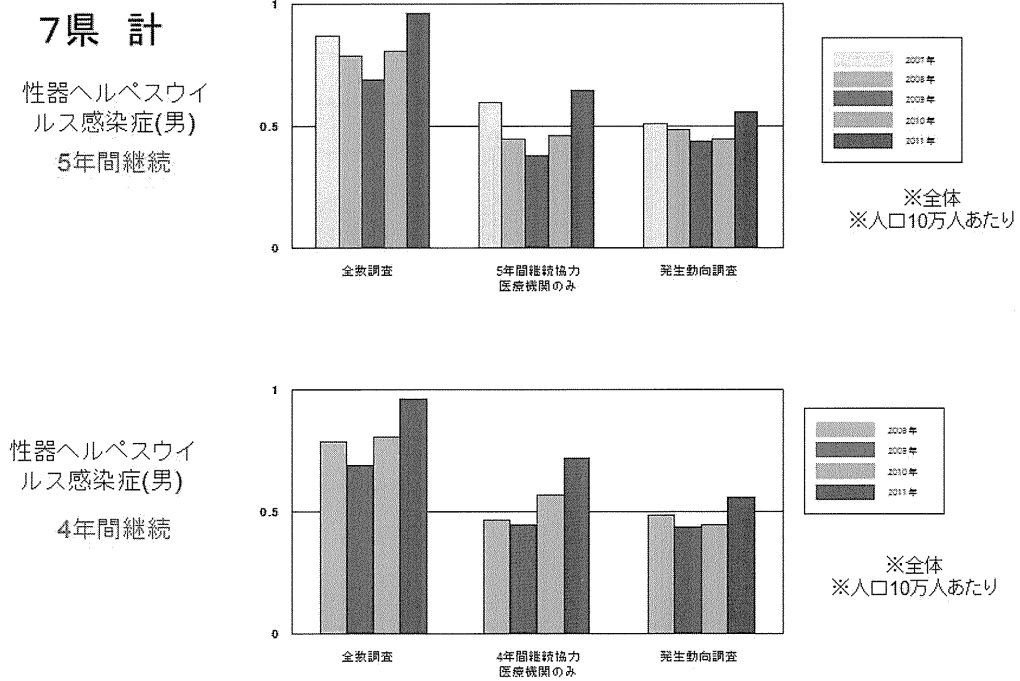 7県 計
性器ヘルペスウイ
ルス感染症(男)
5年間継続
1
0.5
0
全数調査
5年間継続協力
医療機関のみ
発生動向調査
2007年
2008年
2009年
2010年
2011年
※全体
※人口10万人あたり
性器ヘルペスウイ
ルス感染症(男)
4年間継続
1
0.5
0
全数調査
4年間継続協力
医療機関のみ
発生動向調査
2008年
2009年
2010年
2011年
※全体
※人口10万人あたり